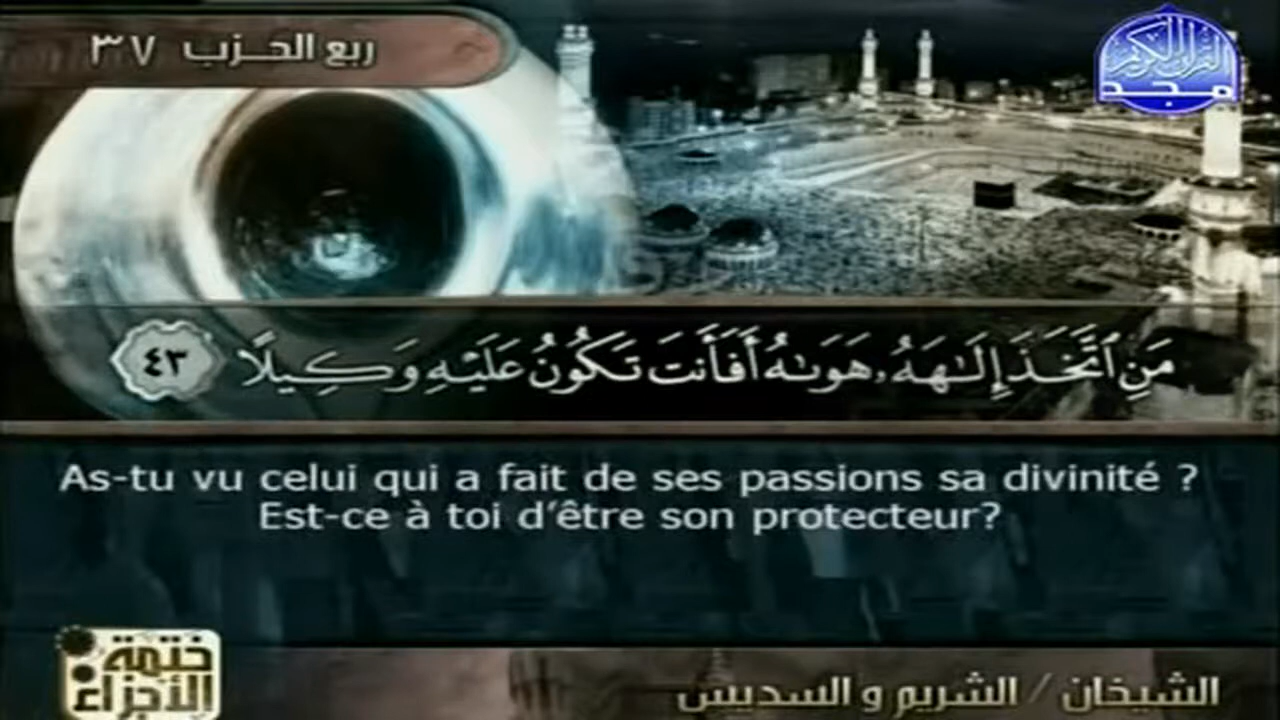 ربع الحزب ٣٧
القرآن الكريم
مجد
مَنِ ٱتَّخَذَ إِلَٰهَهُۥ هَوَىٰهُ أَفَأَنتَ تَكُونُ عَلَيْهِ وَكِيلًا ٤٣
As-tu vu celui qui a fait de ses passions sa divinité ?
Est-ce à toi d’être son protecteur?
ختمة
الأجزاء
الشيخان / الشريم و السديس